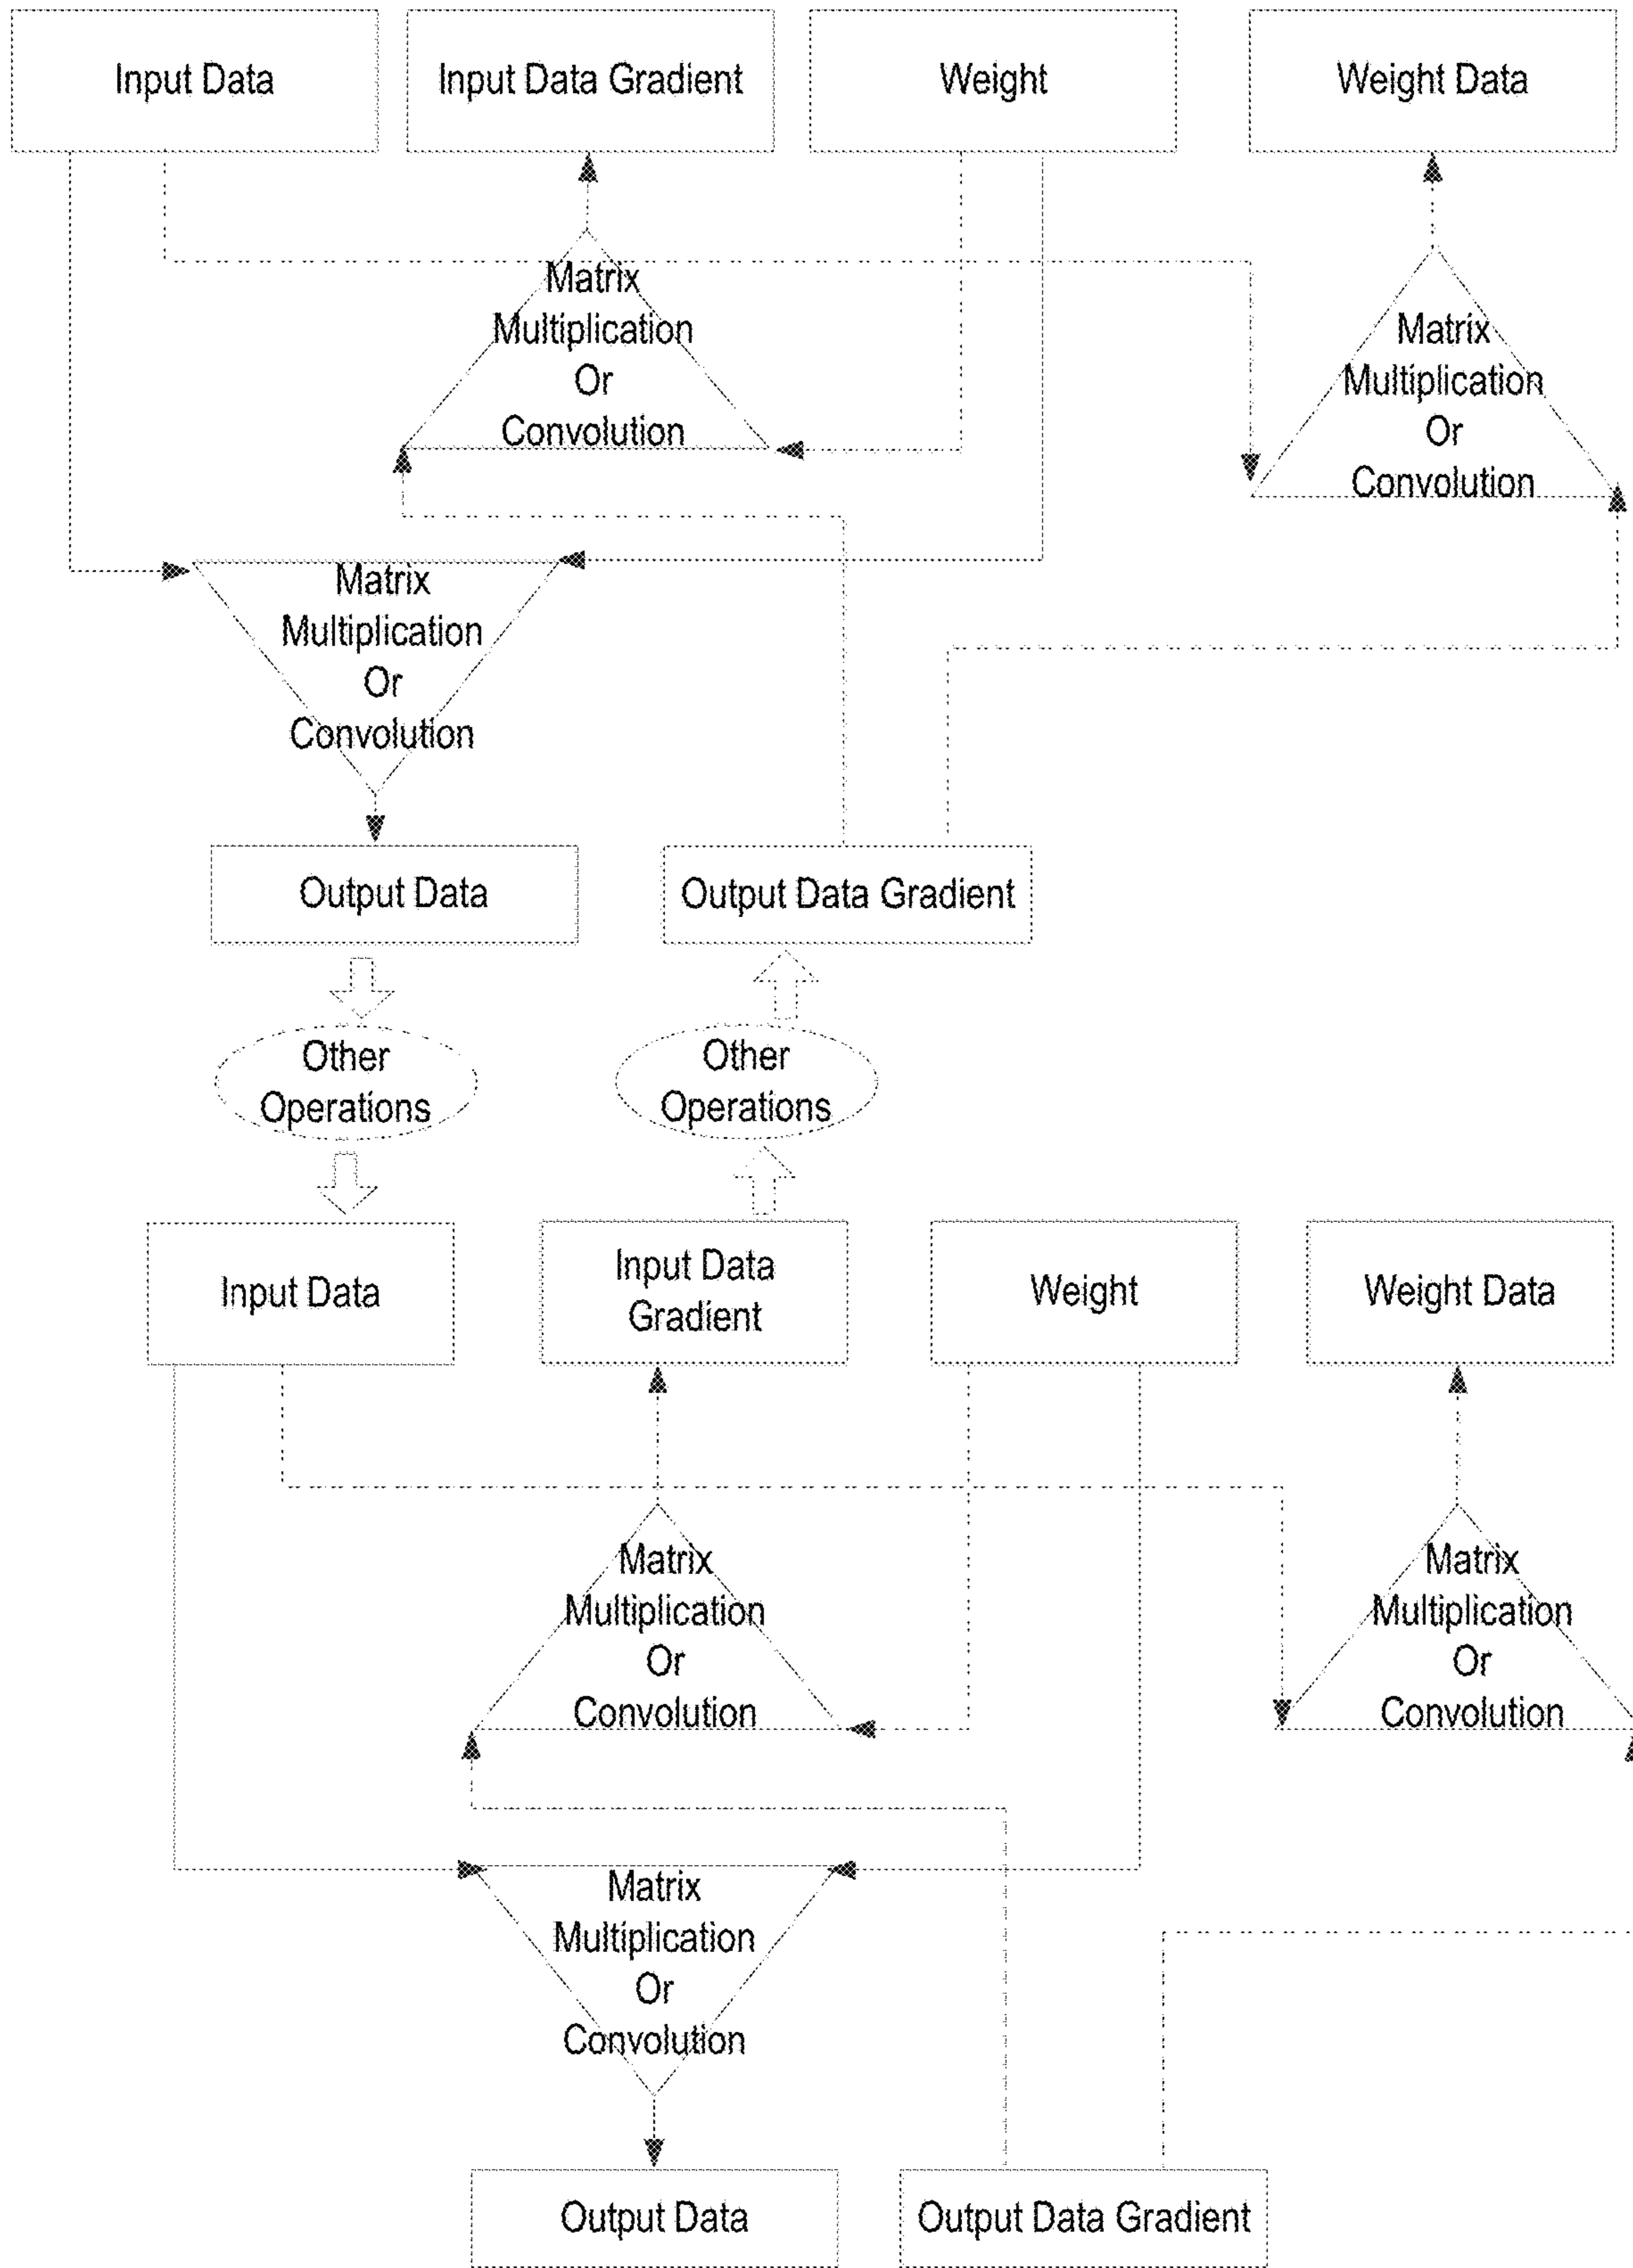 Input Data
Input Data Gradient
Weight
Weight Data
Matrix
Multiplication
Or
Convolution
Matrix
Multiplication
Or
Convolution
Matrix
Multiplication
Or
Convolution
Output Data
Output Data Gradient
Other
Operations
Other
Operations
Input Data
Input Data
Gradient
Weight
Weight Data
Matrix
Multiplication
Or
Convolution
Matrix
Multiplication
Or
Convolution
Matrix
Multiplication
Or
Convolution
Output Data
Output Data Gradient